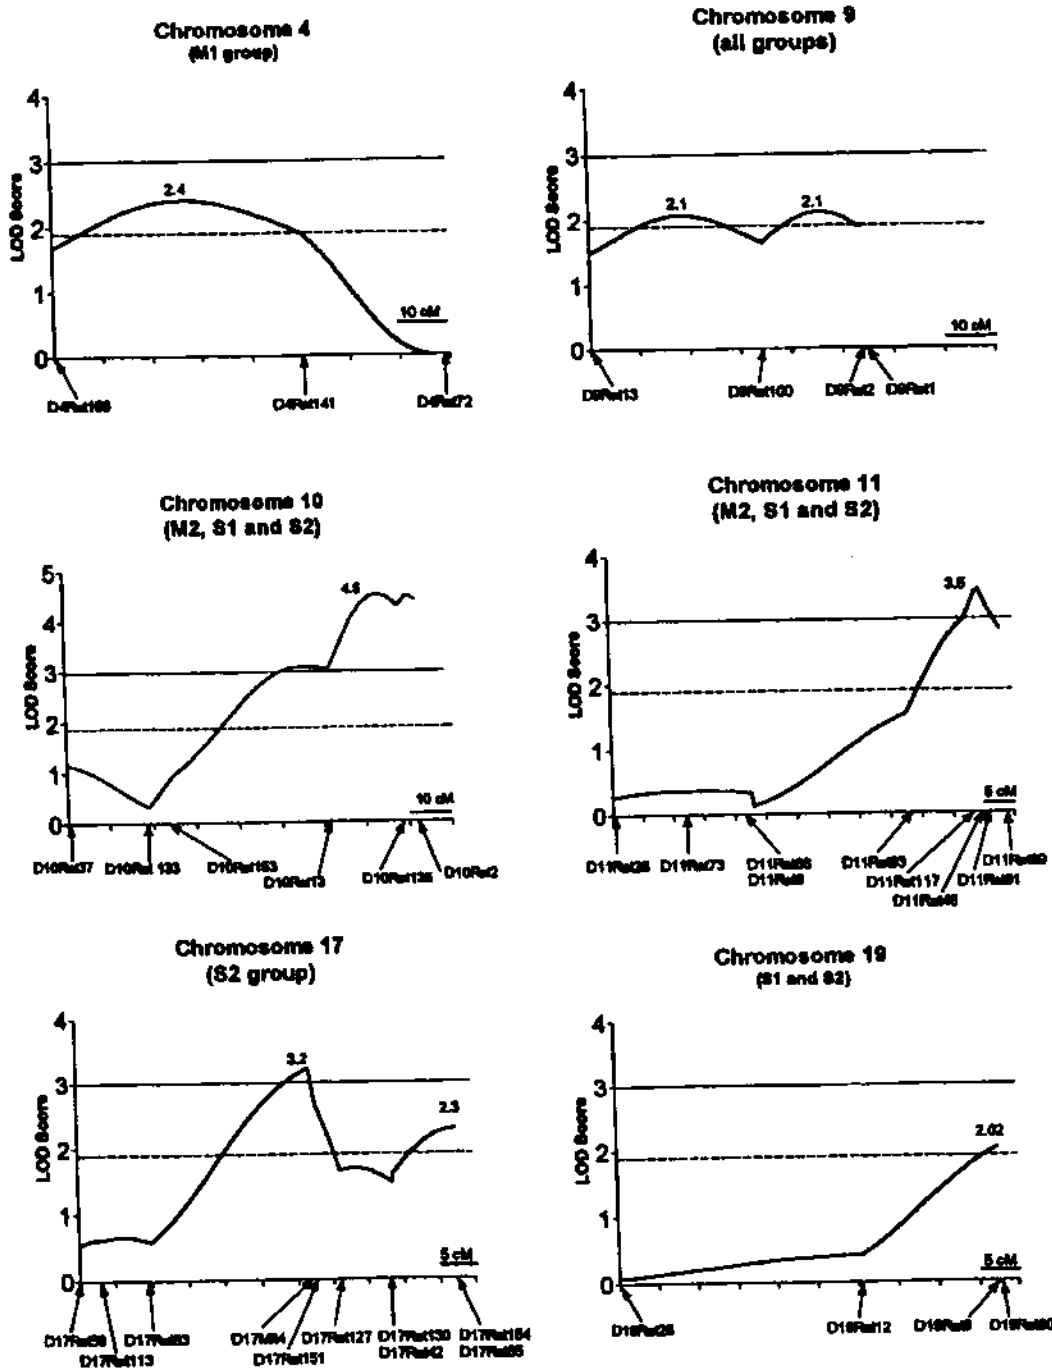 Chromosome 4
(M1 group)
4
3
2
1
0
LOD Score
2.4
10 cM
D4Rat141
D4Rat72
Chromosome 9
(all groups)
4
3
2
1
0
LOD Score
2.1
2.1
10 cM
D9Rat13
D9Rat100
D9Rat2
D9Rat1
Chromosome 10
(M2, S1 and S2)
5
4
3
2
1
0
LOD Score
10 cM
D10Rat37
D10Rat 133
D10Rat153
D10Rat13
D10Rat135
D10Rat2
Chromosome 11
(M2, S1 and S2)
4
3
2
1
0
LOD Score
3.5
5 cM
D11Rat73
D11Rat93
D11Rat117
Chromosome 17
(S2 group)
4
3
2
1
0
LOD Score
3.2
2.3
5 cM
D17Rat113
D17Rat151
D17Rat127
D17Rat130
Chromosome 19
(S1 and S2)
4
3
2
1
0
LOD Score
2.02
5 cM
D19Rat12